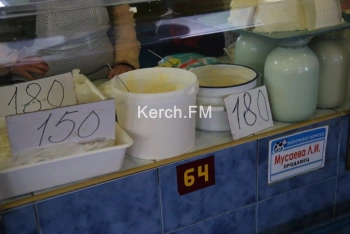 180
150
Kerch.FM
180
64
Мусаева Л.И.
продавец